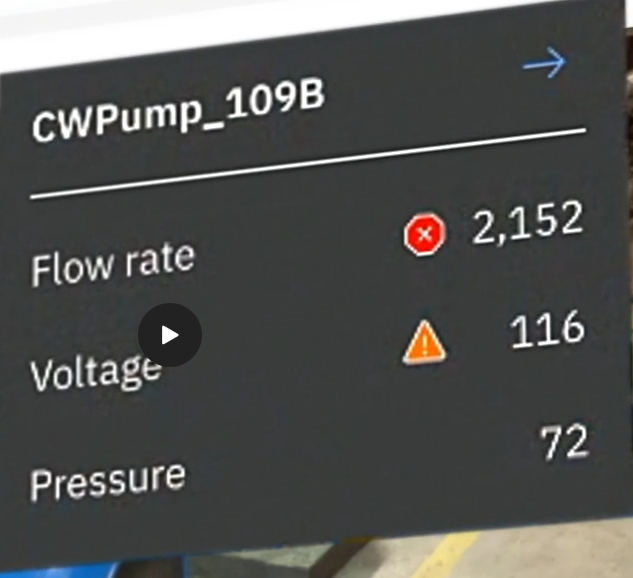 CWPump_109B
Flow rate 2,152
Voltage 116
Pressure 72